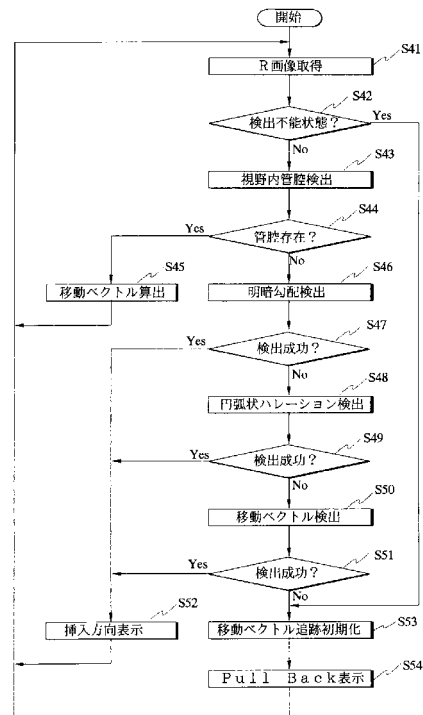 開始
S41
R画像取得
S42
検出不能状態?
Yes
No
S43
視野内管腔検出
S44
Yes
管腔存在?
No
S45
移動ベクトル算出
S46
明暗勾配検出
S47
Yes
検出成功?
No
S48
円弧状ハレーション検出
S49
Yes
検出成功?
No
S50
移動ベクトル検出
S51
Yes
検出成功?
No
S52
挿入方向表示
S53
移動ベクトル追跡初期化
S54
Pull Back表示